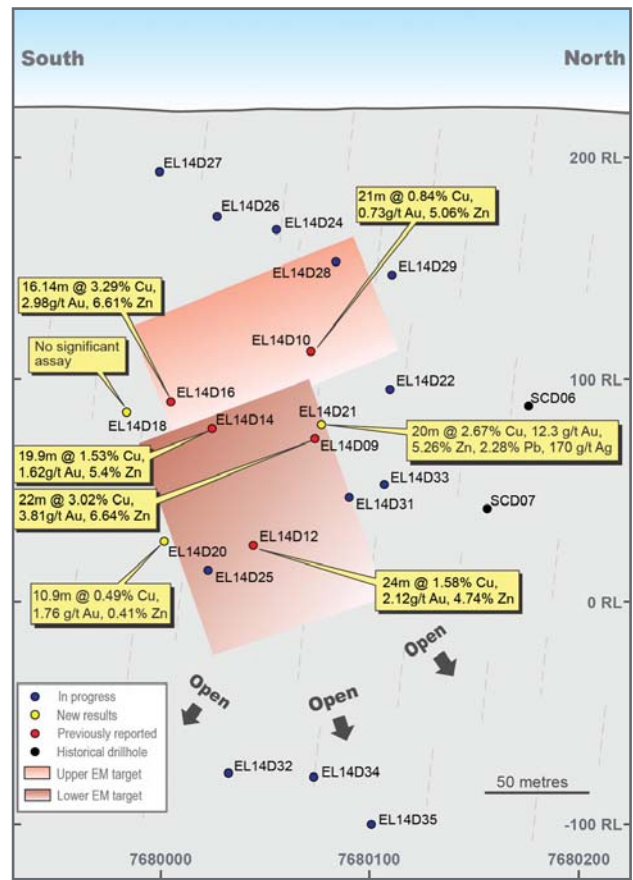 South
North
EL14D27
200 RL
21m @ 0.84% Cu,
0.73g/t Au, 5.06% Zn
EL14D26
EL14D24
EL14D28
EL14D29
16.14m @ 3.29% Cu,
2.98g/t Au, 6.61% Zn
EL14D10
No significant
assay
EL14D16
EL14D22
100 RL
SCD06
EL14D18
EL14D14
EL14D21
20m @ 2.67% Cu, 12.3 g/t Au,
5.26% Zn, 2.28% Pb, 170 g/t Ag
EL14D09
19.9m @ 1.53% Cu,
1.62g/t Au, 5.4% Zn
EL14D33
22m @ 3.02% Cu,
3.81g/t Au, 6.64% Zn
EL14D31
SCD07
EL14D12
EL14D20
EL14D25
10.9m @ 0.49% Cu,
1.76 g/t Au, 0.41% Zn
24m @ 1.58% Cu,
2.12g/t Au, 4.74% Zn
0 RL
Open
Open
Open
In progress
New results
Previously reported
Historical drillhole
Upper EM target
Lower EM target
EL14D32
EL14D34
50 metres
EL14D35
-100 RL
7680000
7680100
7680200